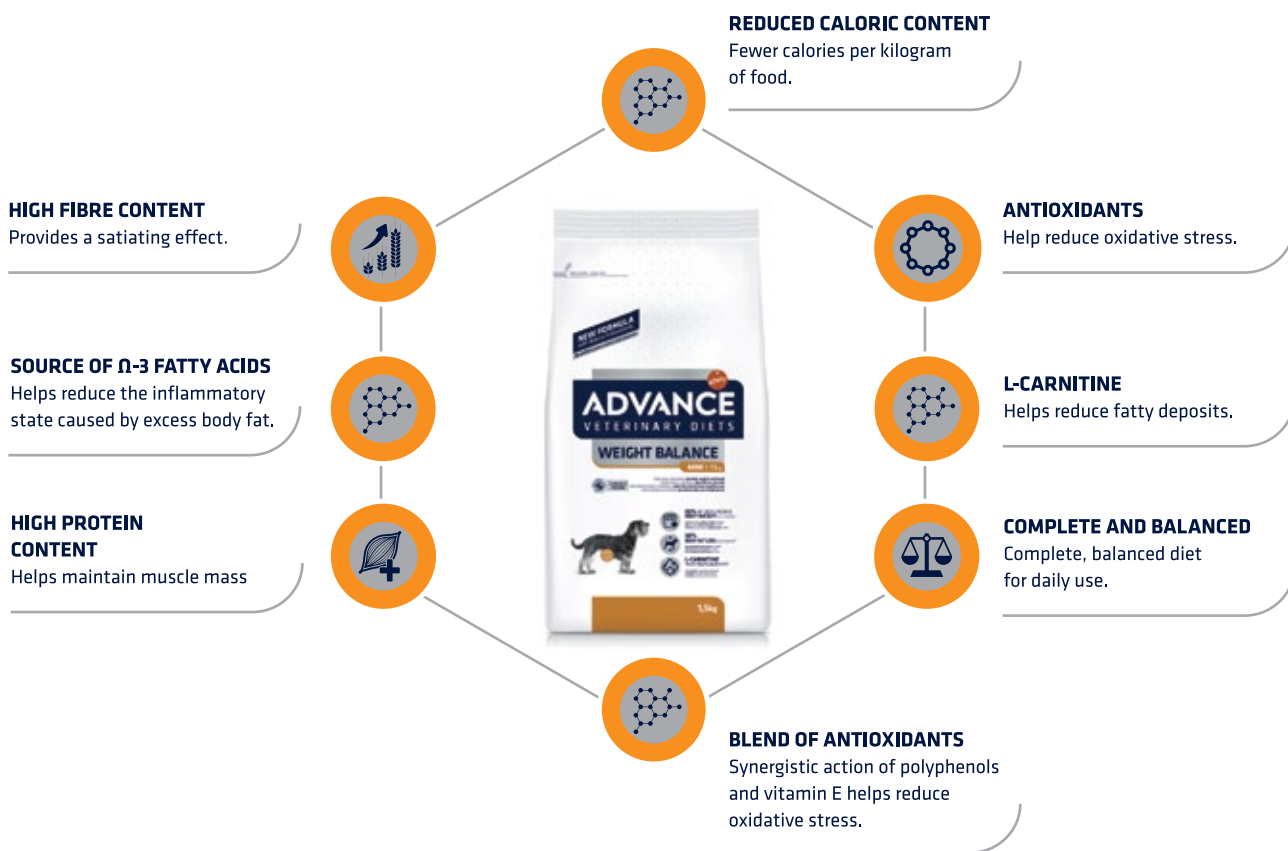 REDUCED CALORIC CONTENT
Fewer calories per kilogram
of food.
HIGH FIBRE CONTENT
Provides a satiating effect.
ANTIOXIDANTS
Help reduce oxidative stress.
SOURCE OF Ω-3 FATTY ACIDS
Helps reduce the inflammatory
state caused by excess body fat.
L-CARNITINE
Helps reduce fatty deposits.
HIGH PROTEIN
CONTENT
Helps maintain muscle mass
COMPLETE AND BALANCED
Complete, balanced diet
for daily use.
BLEND OF ANTIOXIDANTS
Synergistic action of polyphenols
and vitamin E helps reduce
oxidative stress.
NEW FORMULA
ADVANCE
VETERINARY DIETS
WEIGHT BALANCE
MINI
L-CARNITINE
1,5kg